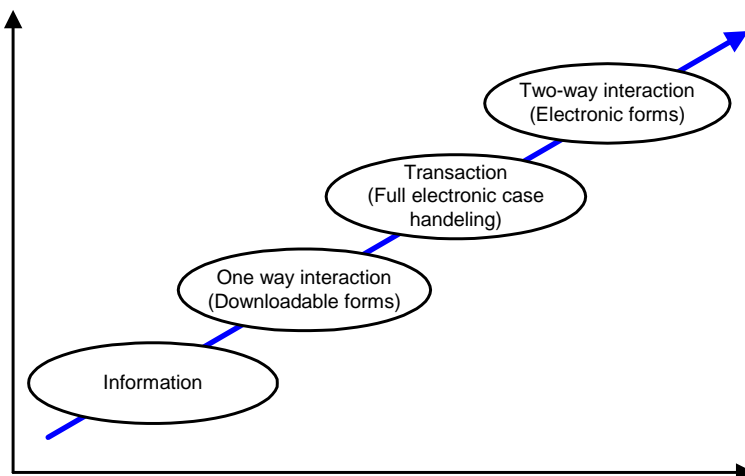 Two-way interaction
(Electronic forms)
Transaction
(Full electronic case
handeling)
One way interaction
(Downloadable forms)
Information